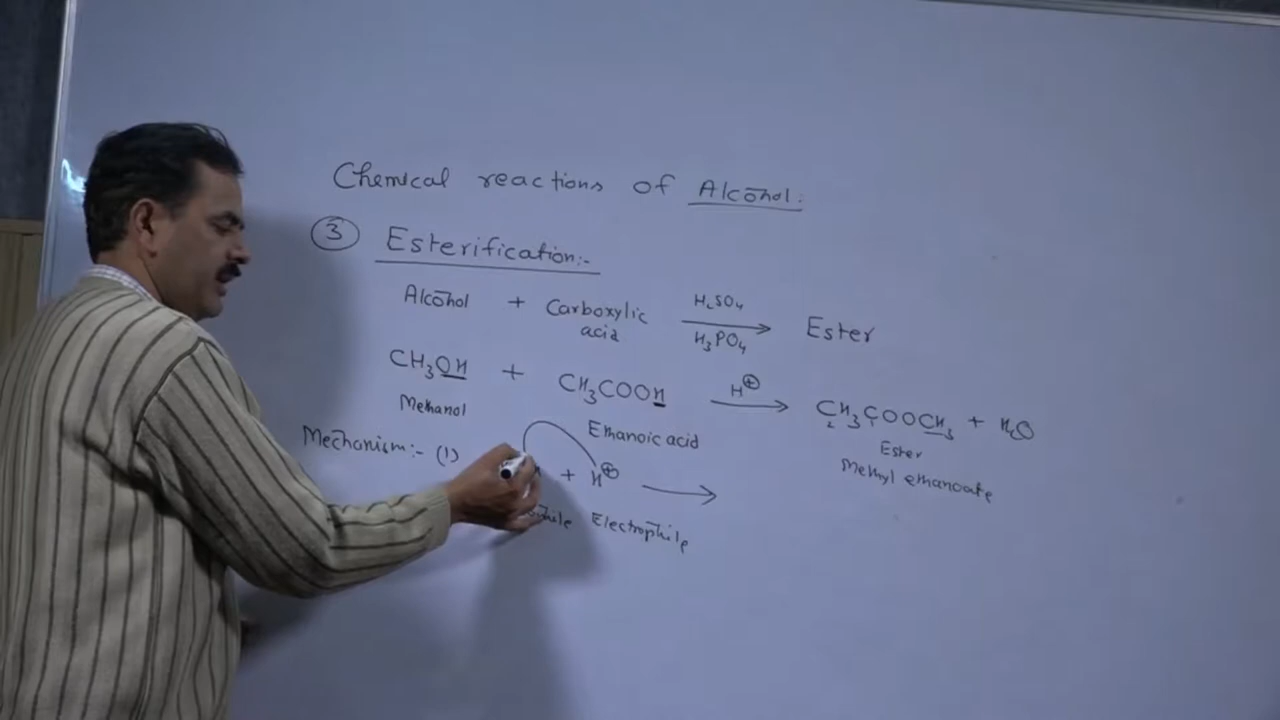 Chemical reactions of Alcohol:
③ Esterification:-
Alcohol + Carboxylic acid H₂SO₄ H₃PO₄ → Ester
CH₃OH + CH₃COOH H⊕ → CH₃COOCH₃ + H₂O
Methanol Ethanoic acid Ester
Methyl ethanoate
Mechanism:- (1) + H⊕ →
Electrophile